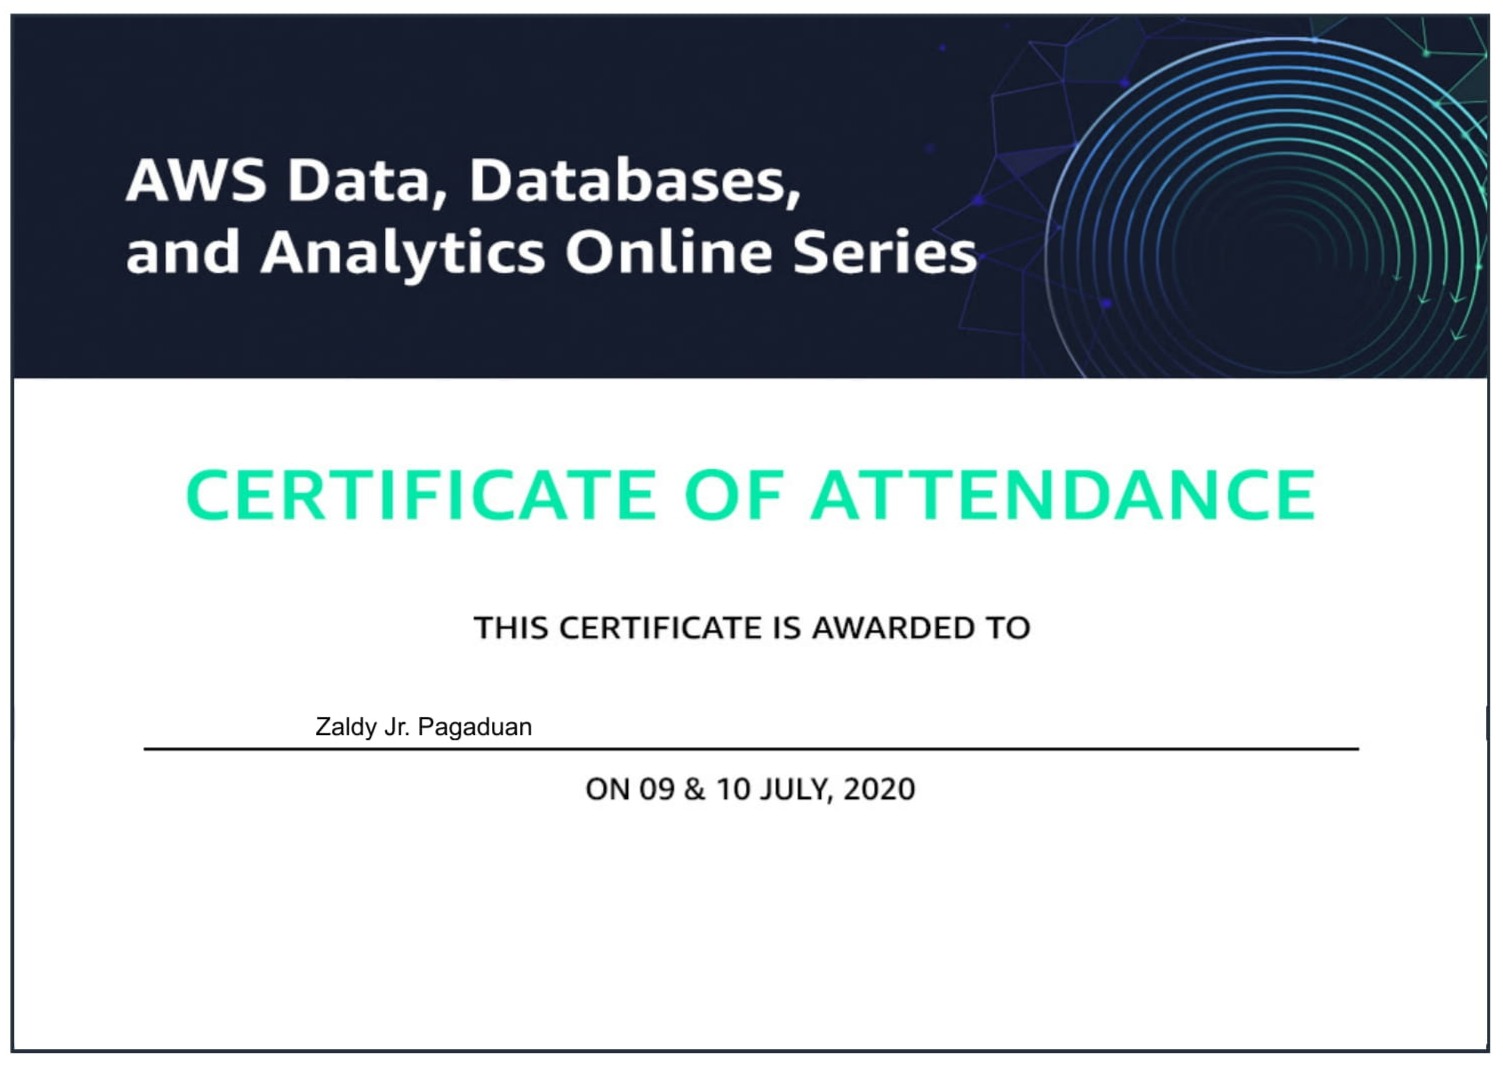 AWS Data, Databases,
and Analytics Online Series
CERTIFICATE OF ATTENDANCE
THIS CERTIFICATE IS AWARDED TO
Zaldy Jr. Pagaduan
ON 09 & 10 JULY, 2020